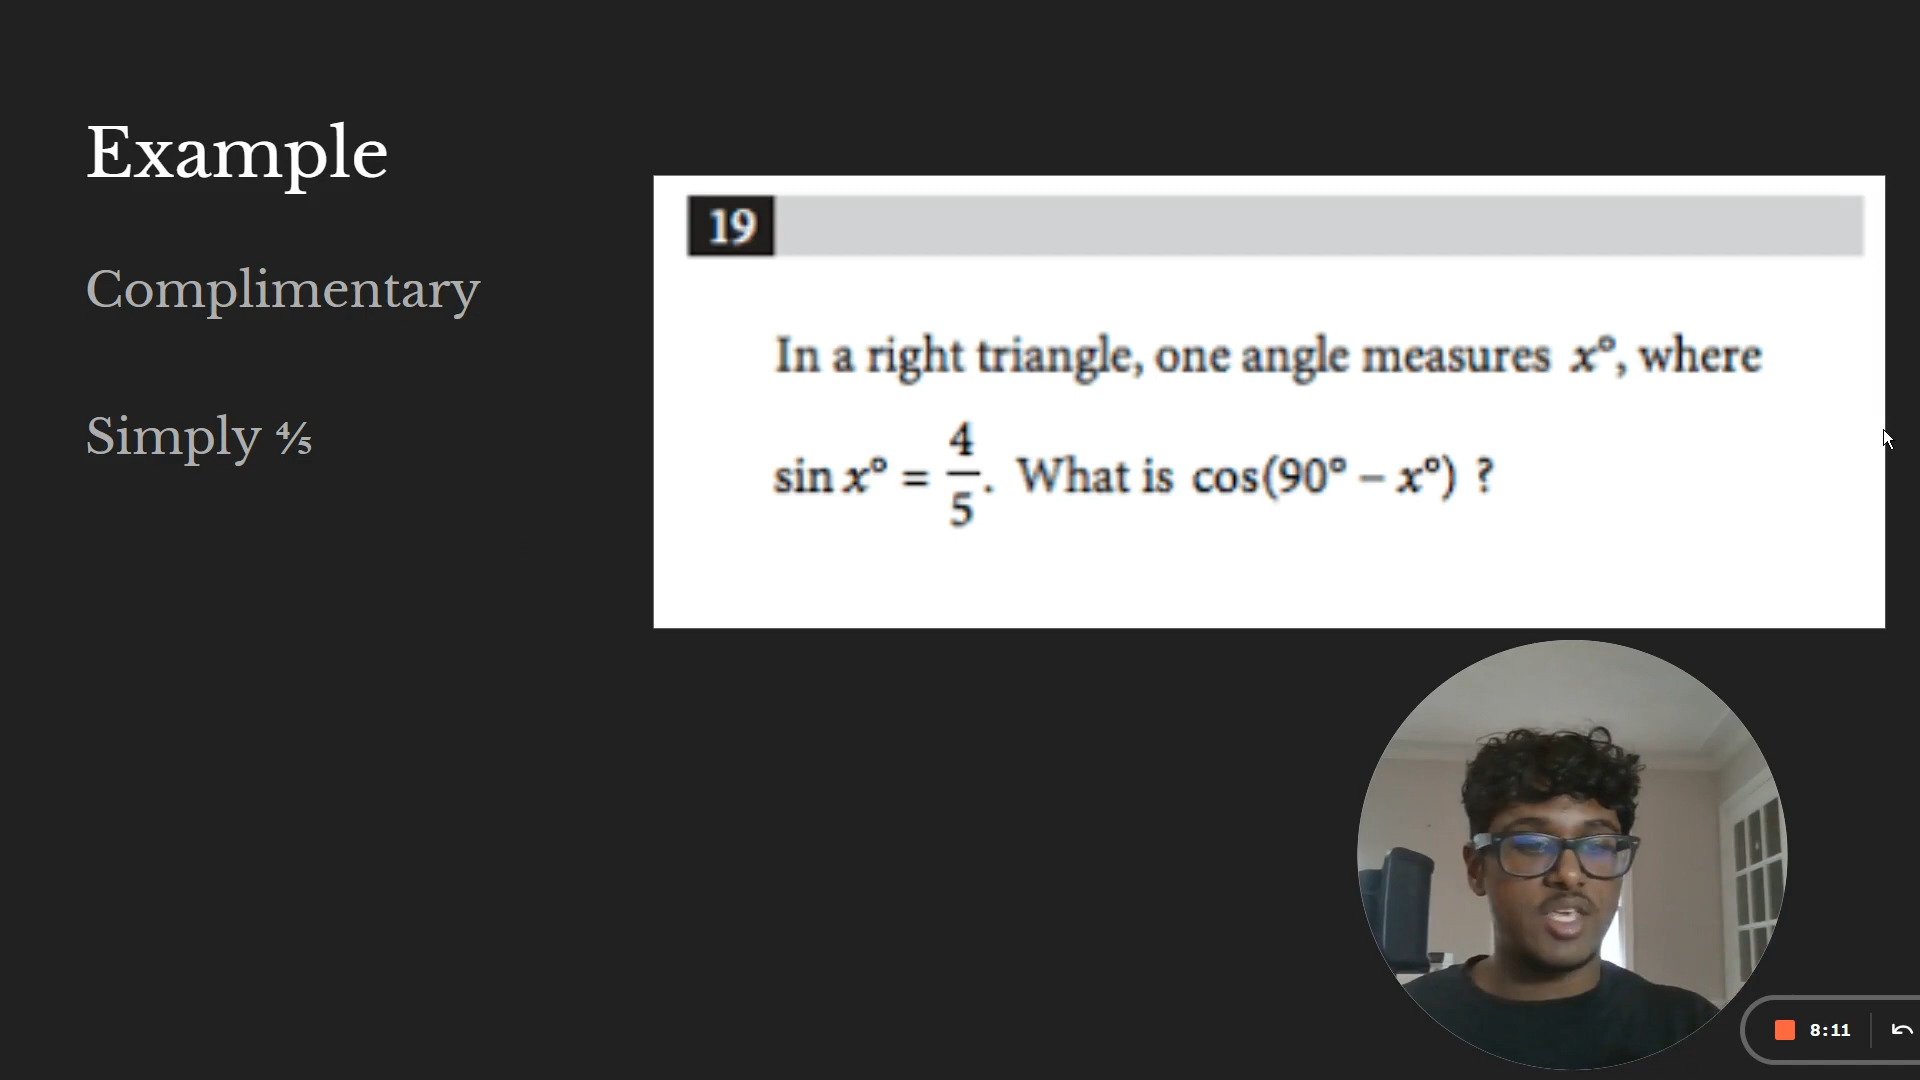 Example
Complimentary
Simply ⅘
19
In a right triangle, one angle measures x°, where
sin x° = 4/5. What is cos(90° – x°) ?
8:11